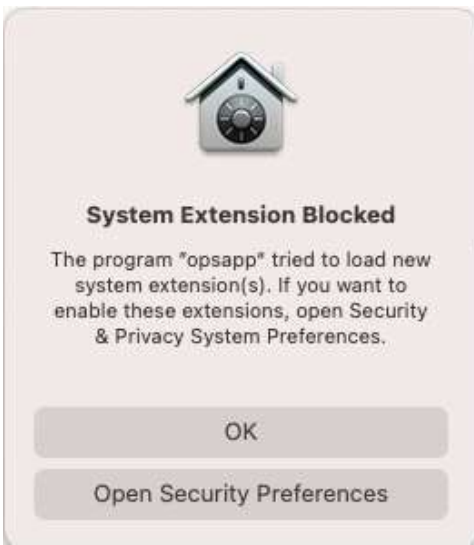 System Extension Blocked
The program "opsapp" tried to load new
system extension(s). If you want to
enable these extensions, open Security
& Privacy System Preferences.
OK
Open Security Preferences